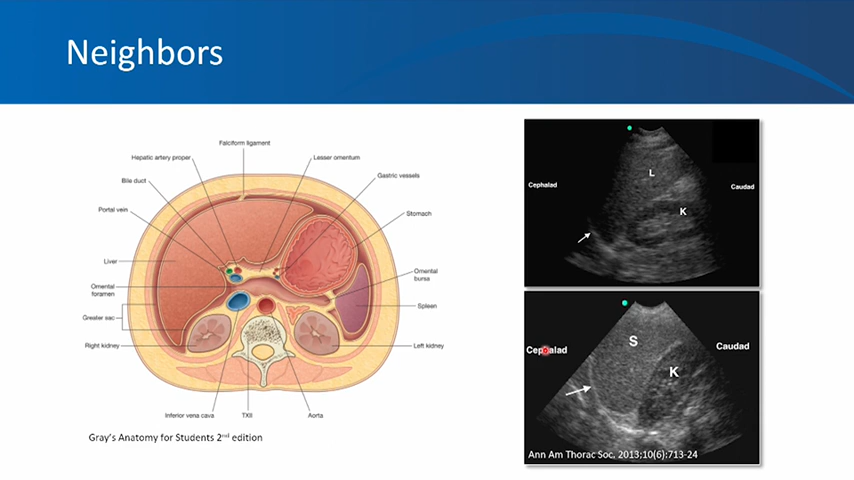 Neighbors
Falciform ligament
Hepatic artery proper
Lesser omentum
Bile duct
Gastric vessels
Portal vein
Stomach
Liver
Omental
bursa
Omental
foramen
Spleen
Greater sac
Right kidney
Left kidney
Inferior vena cava
TXII
Aorta
Gray's Anatomy for Students 2nd edition
L
Cephalad
Caudad
K
S
Cephalad
Caudad
K
Ann Am Thorac Soc. 2013;10(6):713-24